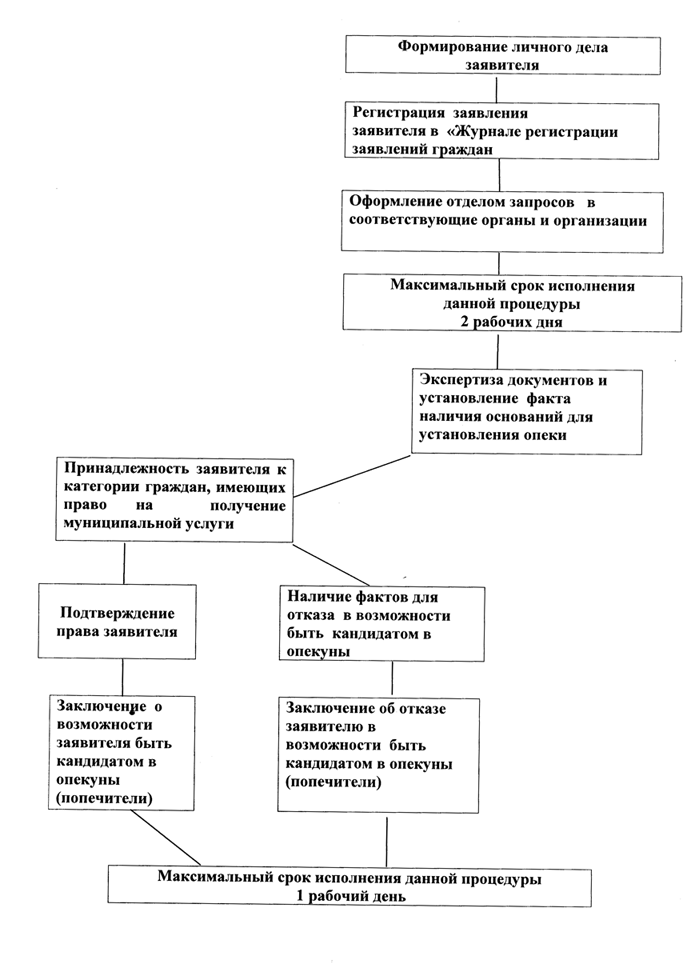 Формирование личного дела
заявителя
Регистрация заявления
заявителя в «Журнале регистрации
заявлений граждан
Оформление отделом запросов в
соответствующие органы и организации
Максимальный срок исполнения
данной процедуры
2 рабочих дня
Экспертиза документов и
установление факта
наличия оснований для
установления опеки
Принадлежность заявителя к
категории граждан, имеющих
право на получение
муниципальной услуги
Подтверждение
права заявителя
Наличие фактов для
отказа в возможности
быть кандидатом в
опекуны
Заключение о
возможности
заявителя быть
кандидатом в
опекуны
(попечители)
Заключение об отказе
заявителю в
возможности быть
кандидатом в опекуны
(попечители)
Максимальный срок исполнения данной процедуры
1 рабочий день